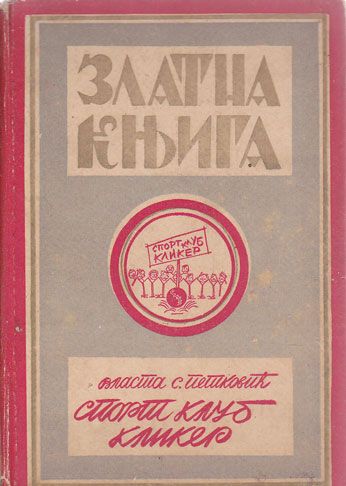 ЗЛАТНА
КЊИГА
СПОРТ КЛУБ
КЛИКЕР
ВЛАСТА С. ПЕТКОВИЋ
СПОРТ КЛУБ
КЛИКЕР